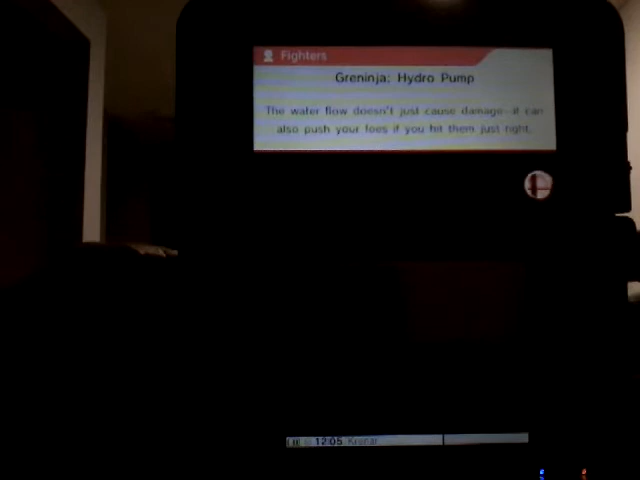 Fighters
Greninja: Hydro Pump
The water flow doesn't just cause damage-it can
also push your foes if you hit them just right.
12:05